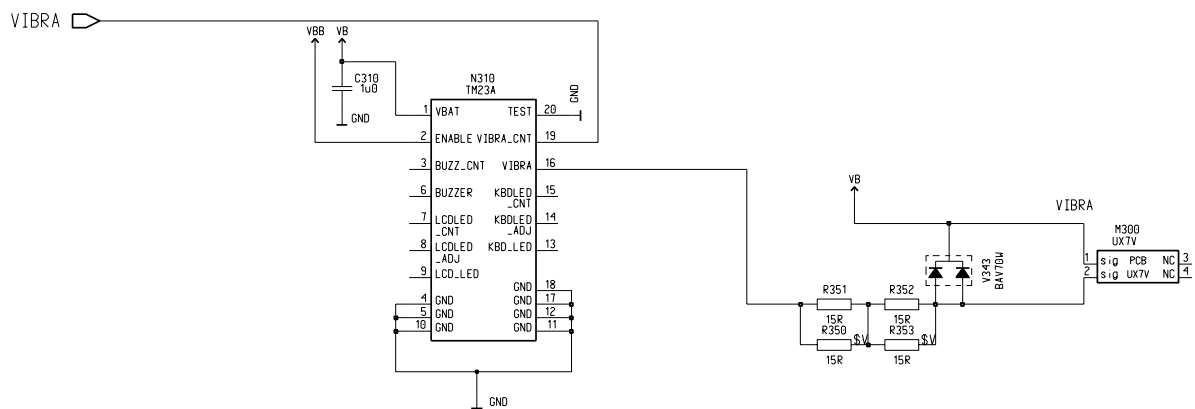 VIBRA
VBB
VB
C310
1u0
GND
N310
TM23A
GND
1 VBAT TEST 20
2 ENABLE VIBRA_CNT 19
3 BUZZ_CNT VIBRA 16
6 BUZZER KBDLED _CNT 15
7 LCDLED _CNT KBDLED _ADJ 14
8 LCDLED _ADJ KBD_LED 13
9 LCD_LED
GND 18
4 GND GND 17
5 GND GND 12
10 GND GND 11
GND
VB
VIBRA
M300
UX7V
1 sig PCB NC 3
2 sig UX7V NC 4
V343
BAV70W
R351 R352
15R 15R
R350 $V R353 $V
15R 15R